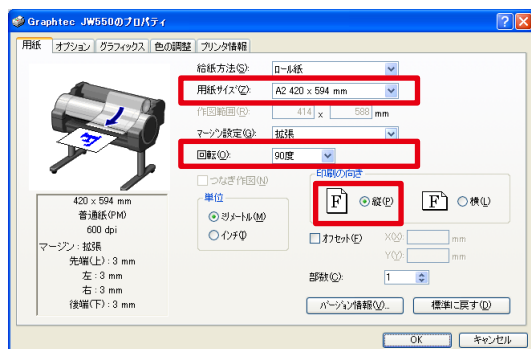 Graphtec JW550のプロパティ
用紙 オプション グラフィックス 色の調整 プリンタ情報
給紙方法(S): ロール紙
用紙サイズ(Z): A2 420 x 594 mm
作図範囲(R): 414 x 588 mm
マージン設定(G): 拡張
回転(O): 90度
つなぎ作図(N)
印刷の向き
F 縦(P) F 横(L)
単位
ミリメートル(M)
インチ(I)
オフセット(F) X(X): mm
Y(Y): mm
部数(C): 1
420 x 594 mm
普通紙(PM)
600 dpi
マージン : 拡張
先端(上) : 3 mm
左 : 3 mm
右 : 3 mm
後端(下) : 3 mm
バージョン情報(V)... 標準に戻す(D)
OK キャンセル